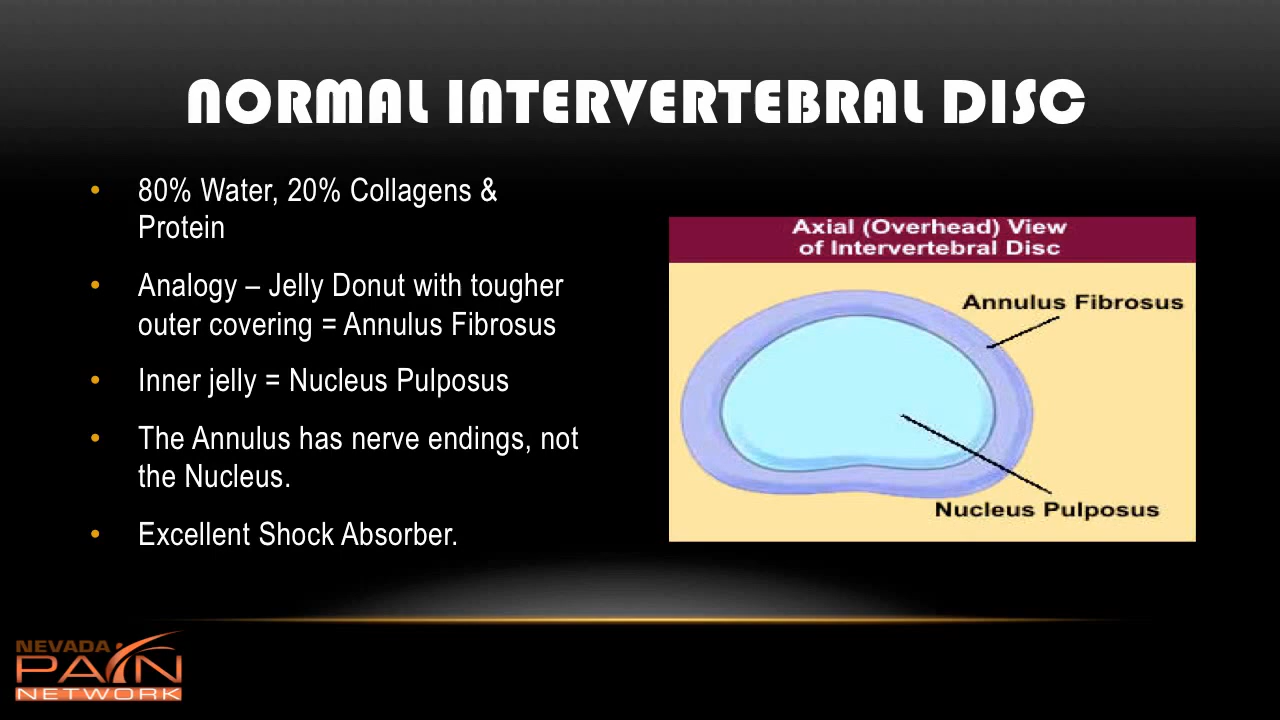 NORMAL INTERVERTEBRAL DISC
• 80% Water, 20% Collagens &
Protein
• Analogy – Jelly Donut with tougher
outer covering = Annulus Fibrosus
• Inner jelly = Nucleus Pulposus
• The Annulus has nerve endings, not
the Nucleus.
• Excellent Shock Absorber.
Axial (Overhead) View
of Intervertebral Disc
Annulus Fibrosus
Nucleus Pulposus
NEVADA
PAIN
NETWORK